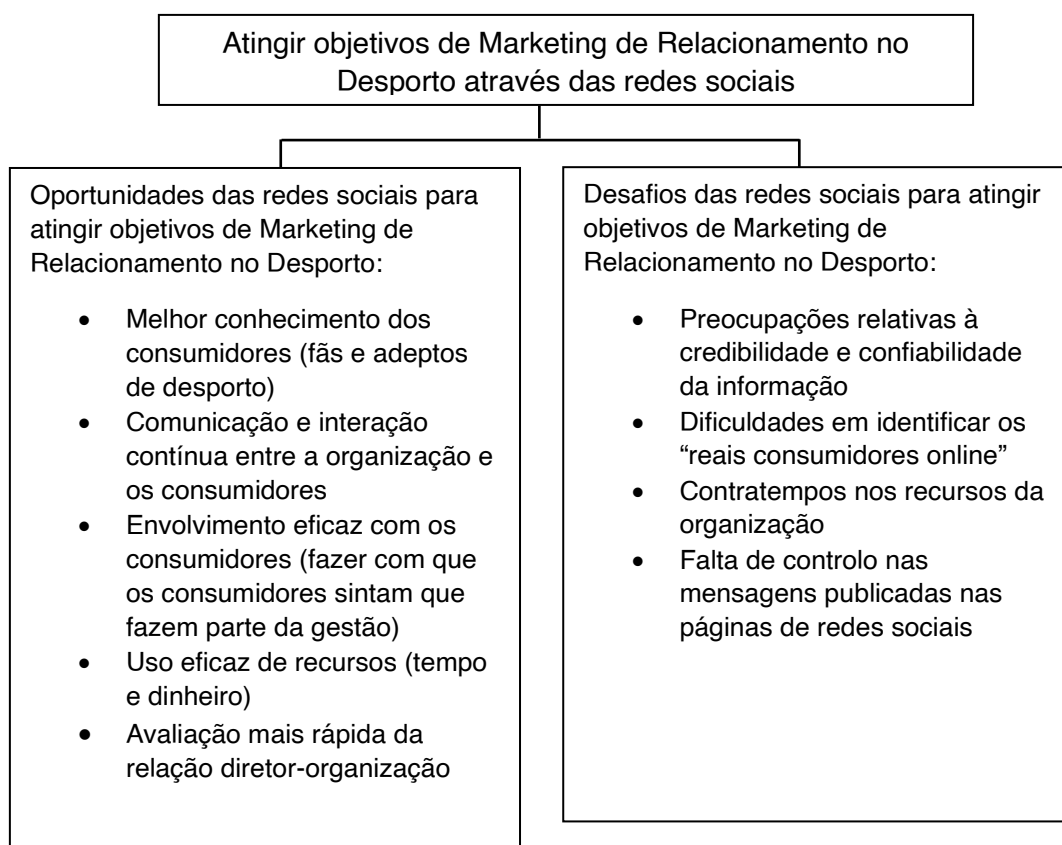 Atingir objetivos de Marketing de Relacionamento no
Desporto através das redes sociais
Oportunidades das redes sociais para
atingir objetivos de Marketing de
Relacionamento no Desporto:
• Melhor conhecimento dos
consumidores (fãs e adeptos
de desporto)
• Comunicação e interação
contínua entre a organização e
os consumidores
• Envolvimento eficaz com os
consumidores (fazer com que
os consumidores sintam que
fazem parte da gestão)
• Uso eficaz de recursos (tempo
e dinheiro)
• Avaliação mais rápida da
relação diretor-organização
Desafios das redes sociais para atingir
objetivos de Marketing de
Relacionamento no Desporto:
• Preocupações relativas à
credibilidade e confiabilidade
da informação
• Dificuldades em identificar os
“reais consumidores online”
• Contratempos nos recursos da
organização
• Falta de controlo nas
mensagens publicadas nas
páginas de redes sociais